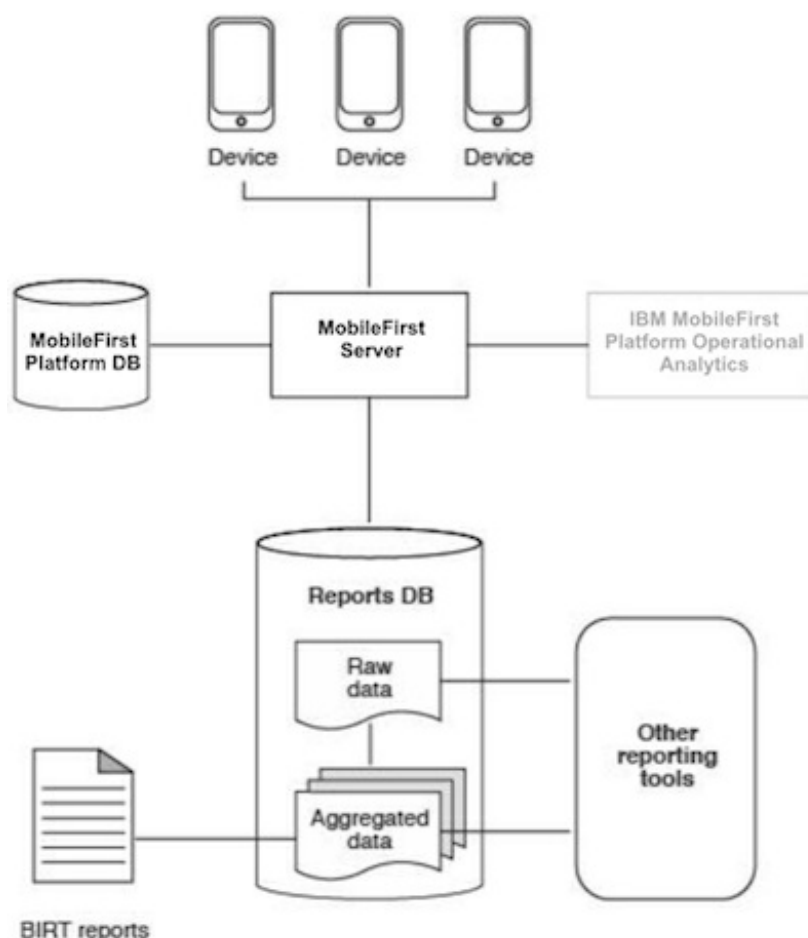 Device
Device
Device
MobileFirst
Platform DB
MobileFirst
Server
IBM MobileFirst
Platform Operational
Analytics
Reports DB
Raw
data
Aggregated
data
Other
reporting
tools
BIRT reports